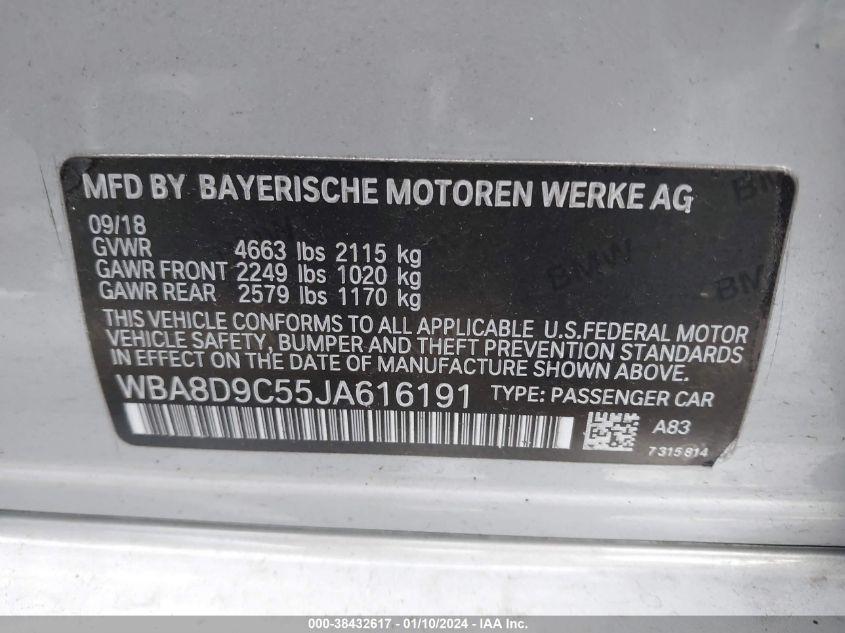 MFD BY BAYERISCHE MOTOREN WERKE AG
09/18
GVWR 4663 lbs 2115 kg
GAWR FRONT 2249 lbs 1020 kg
GAWR REAR 2579 lbs 1170 kg
THIS VEHICLE CONFORMS TO ALL APPLICABLE U.S.FEDERAL MOTOR
VEHICLE SAFETY, BUMPER AND THEFT PREVENTION STANDARDS
IN EFFECT ON THE DATE OF MANUFACTURE SHOWN ABOVE.
WBA8D9C55JA616191 TYPE: PASSENGER CAR
A83
7315814
BMW
BMW
BMW
000-38432617 - 01/10/2024 - IAA Inc.